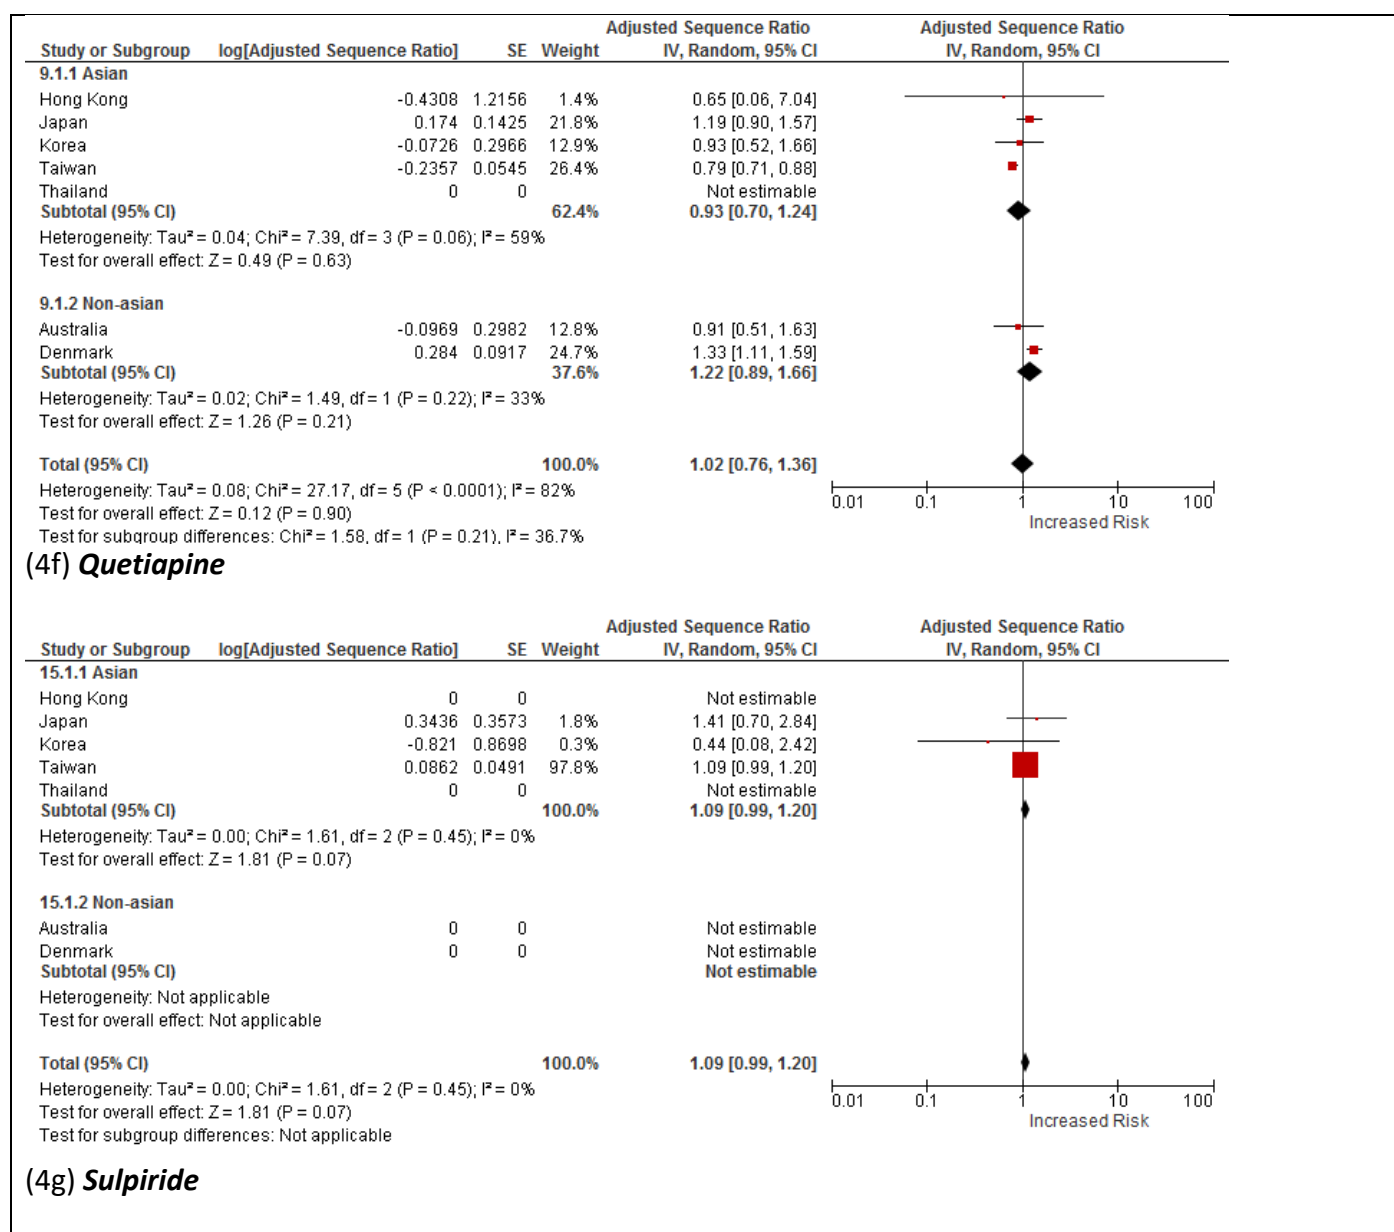 Adjusted Sequence Ratio Adjusted Sequence Ratio
Study or Subgroup log[Adjusted Sequence Ratio] SE Weight IV, Random, 95% CI IV, Random, 95% CI
9.1.1 Asian
Hong Kong -0.4308 1.2156 1.4% 0.65 [0.06, 7.04]
Japan 0.174 0.1425 21.8% 1.19 [0.90, 1.57]
Korea -0.0726 0.2966 12.9% 0.93 [0.52, 1.66]
Taiwan -0.2357 0.0545 26.4% 0.79 [0.71, 0.88]
Thailand 0 0 Not estimable
Subtotal (95% CI) 62.4% 0.93 [0.70, 1.24]
Heterogeneity: Tau² = 0.04; Chi² = 7.39, df = 3 (P = 0.06); I² = 59%
Test for overall effect: Z = 0.49 (P = 0.63)
9.1.2 Non-asian
Australia -0.0969 0.2982 12.8% 0.91 [0.51, 1.63]
Denmark 0.284 0.0917 24.7% 1.33 [1.11, 1.59]
Subtotal (95% CI) 37.6% 1.22 [0.89, 1.66]
Heterogeneity: Tau² = 0.02; Chi² = 1.49, df = 1 (P = 0.22); I² = 33%
Test for overall effect: Z = 1.26 (P = 0.21)
Total (95% CI) 100.0% 1.02 [0.76, 1.36]
Heterogeneity: Tau² = 0.08; Chi² = 27.17, df = 5 (P < 0.0001); I² = 82%
Test for overall effect: Z = 0.12 (P = 0.90)
Test for subgroup differences: Chi² = 1.58, df = 1 (P = 0.21), I² = 36.7%
0.01 0.1 1 10 100
Increased Risk
(4f) Quetiapine
Adjusted Sequence Ratio Adjusted Sequence Ratio
Study or Subgroup log[Adjusted Sequence Ratio] SE Weight IV, Random, 95% CI IV, Random, 95% CI
15.1.1 Asian
Hong Kong 0 0 Not estimable
Japan 0.3436 0.3573 1.8% 1.41 [0.70, 2.84]
Korea -0.821 0.8698 0.3% 0.44 [0.08, 2.42]
Taiwan 0.0862 0.0491 97.8% 1.09 [0.99, 1.20]
Thailand 0 0 Not estimable
Subtotal (95% CI) 100.0% 1.09 [0.99, 1.20]
Heterogeneity: Tau² = 0.00; Chi² = 1.61, df = 2 (P = 0.45); I² = 0%
Test for overall effect: Z = 1.81 (P = 0.07)
15.1.2 Non-asian
Australia 0 0 Not estimable
Denmark 0 0 Not estimable
Subtotal (95% CI) Not estimable
Heterogeneity: Not applicable
Test for overall effect: Not applicable
Total (95% CI) 100.0% 1.09 [0.99, 1.20]
Heterogeneity: Tau² = 0.00; Chi² = 1.61, df = 2 (P = 0.45); I² = 0%
Test for overall effect: Z = 1.81 (P = 0.07)
Test for subgroup differences: Not applicable
0.01 0.1 1 10 100
Increased Risk
(4g) Sulpiride